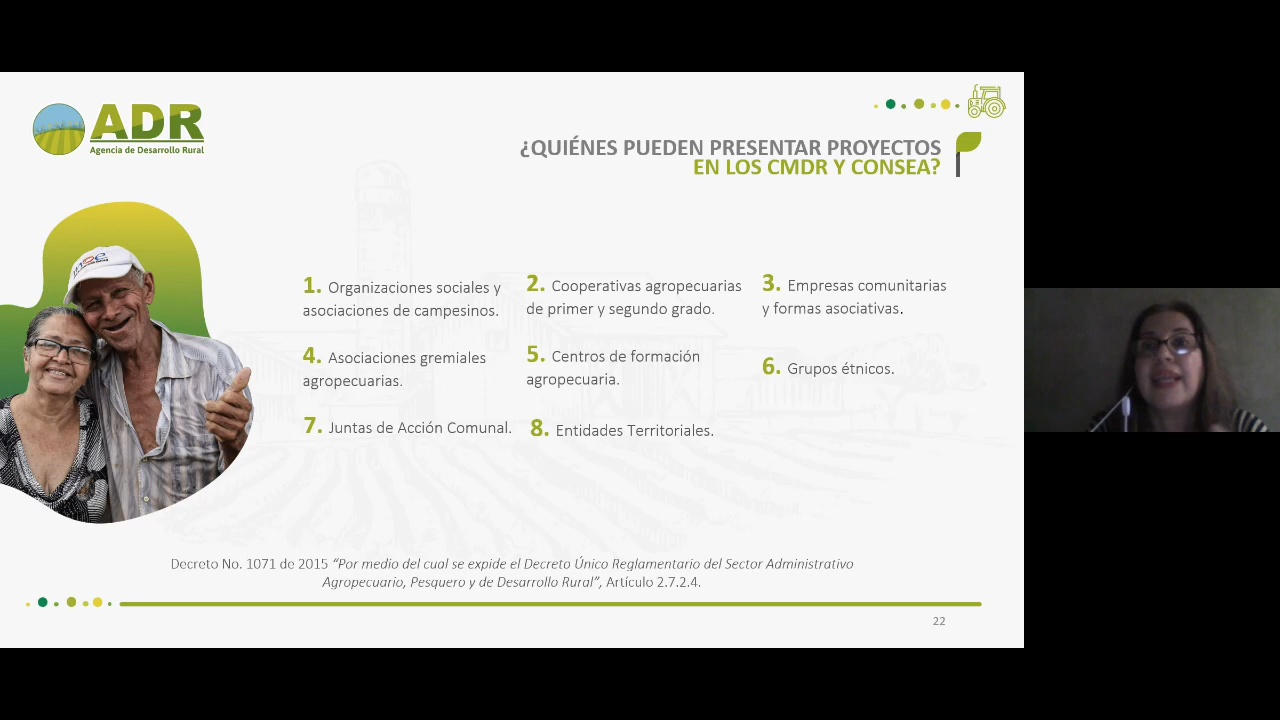 ADR
Agencia de Desarrollo Rural
¿QUIÉNES PUEDEN PRESENTAR PROYECTOS
EN LOS CMDR Y CONSEA?
1. Organizaciones sociales y
asociaciones de campesinos.
2. Cooperativas agropecuarias
de primer y segundo grado.
3. Empresas comunitarias
y formas asociativas.
4. Asociaciones gremiales
agropecuarias.
5. Centros de formación
agropecuaria.
6. Grupos étnicos.
7. Juntas de Acción Comunal.
8. Entidades Territoriales.
Decreto No. 1071 de 2015 “Por medio del cual se expide el Decreto Único Reglamentario del Sector Administrativo
Agropecuario, Pesquero y de Desarrollo Rural”, Artículo 2.7.2.4.
22